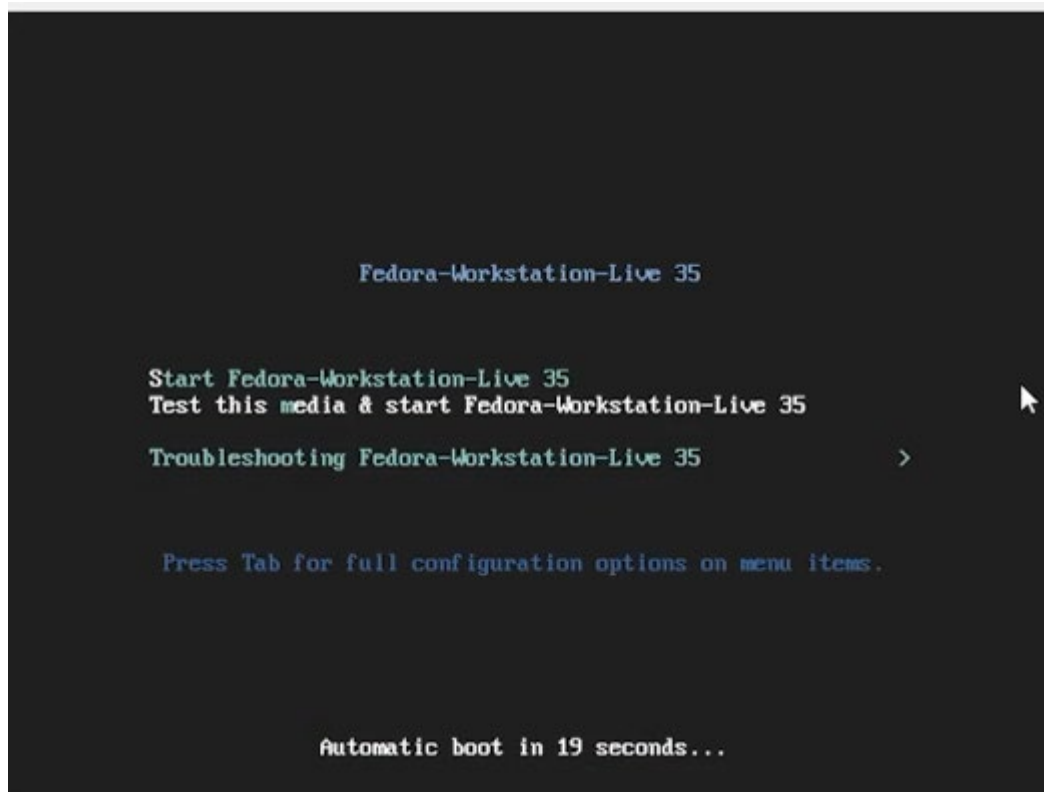 Fedora-Workstation-Live 35
Start Fedora-Workstation-Live 35
Test this media & start Fedora-Workstation-Live 35
Troubleshooting Fedora-Workstation-Live 35 >
Press Tab for full configuration options on menu items.
Automatic boot in 19 seconds...